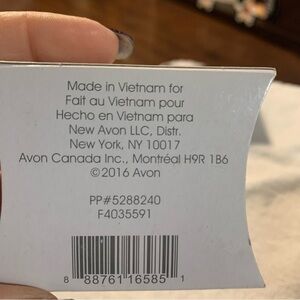 Made in Vietnam for
Fait au Vietnam pour
Hecho en Vietnam para
New Avon LLC, Distr.
New York, NY 10017
Avon Canada Inc., Montréal H9R 1B6
©2016 Avon
PP#5288240
F4035591
8 88761 16585 1